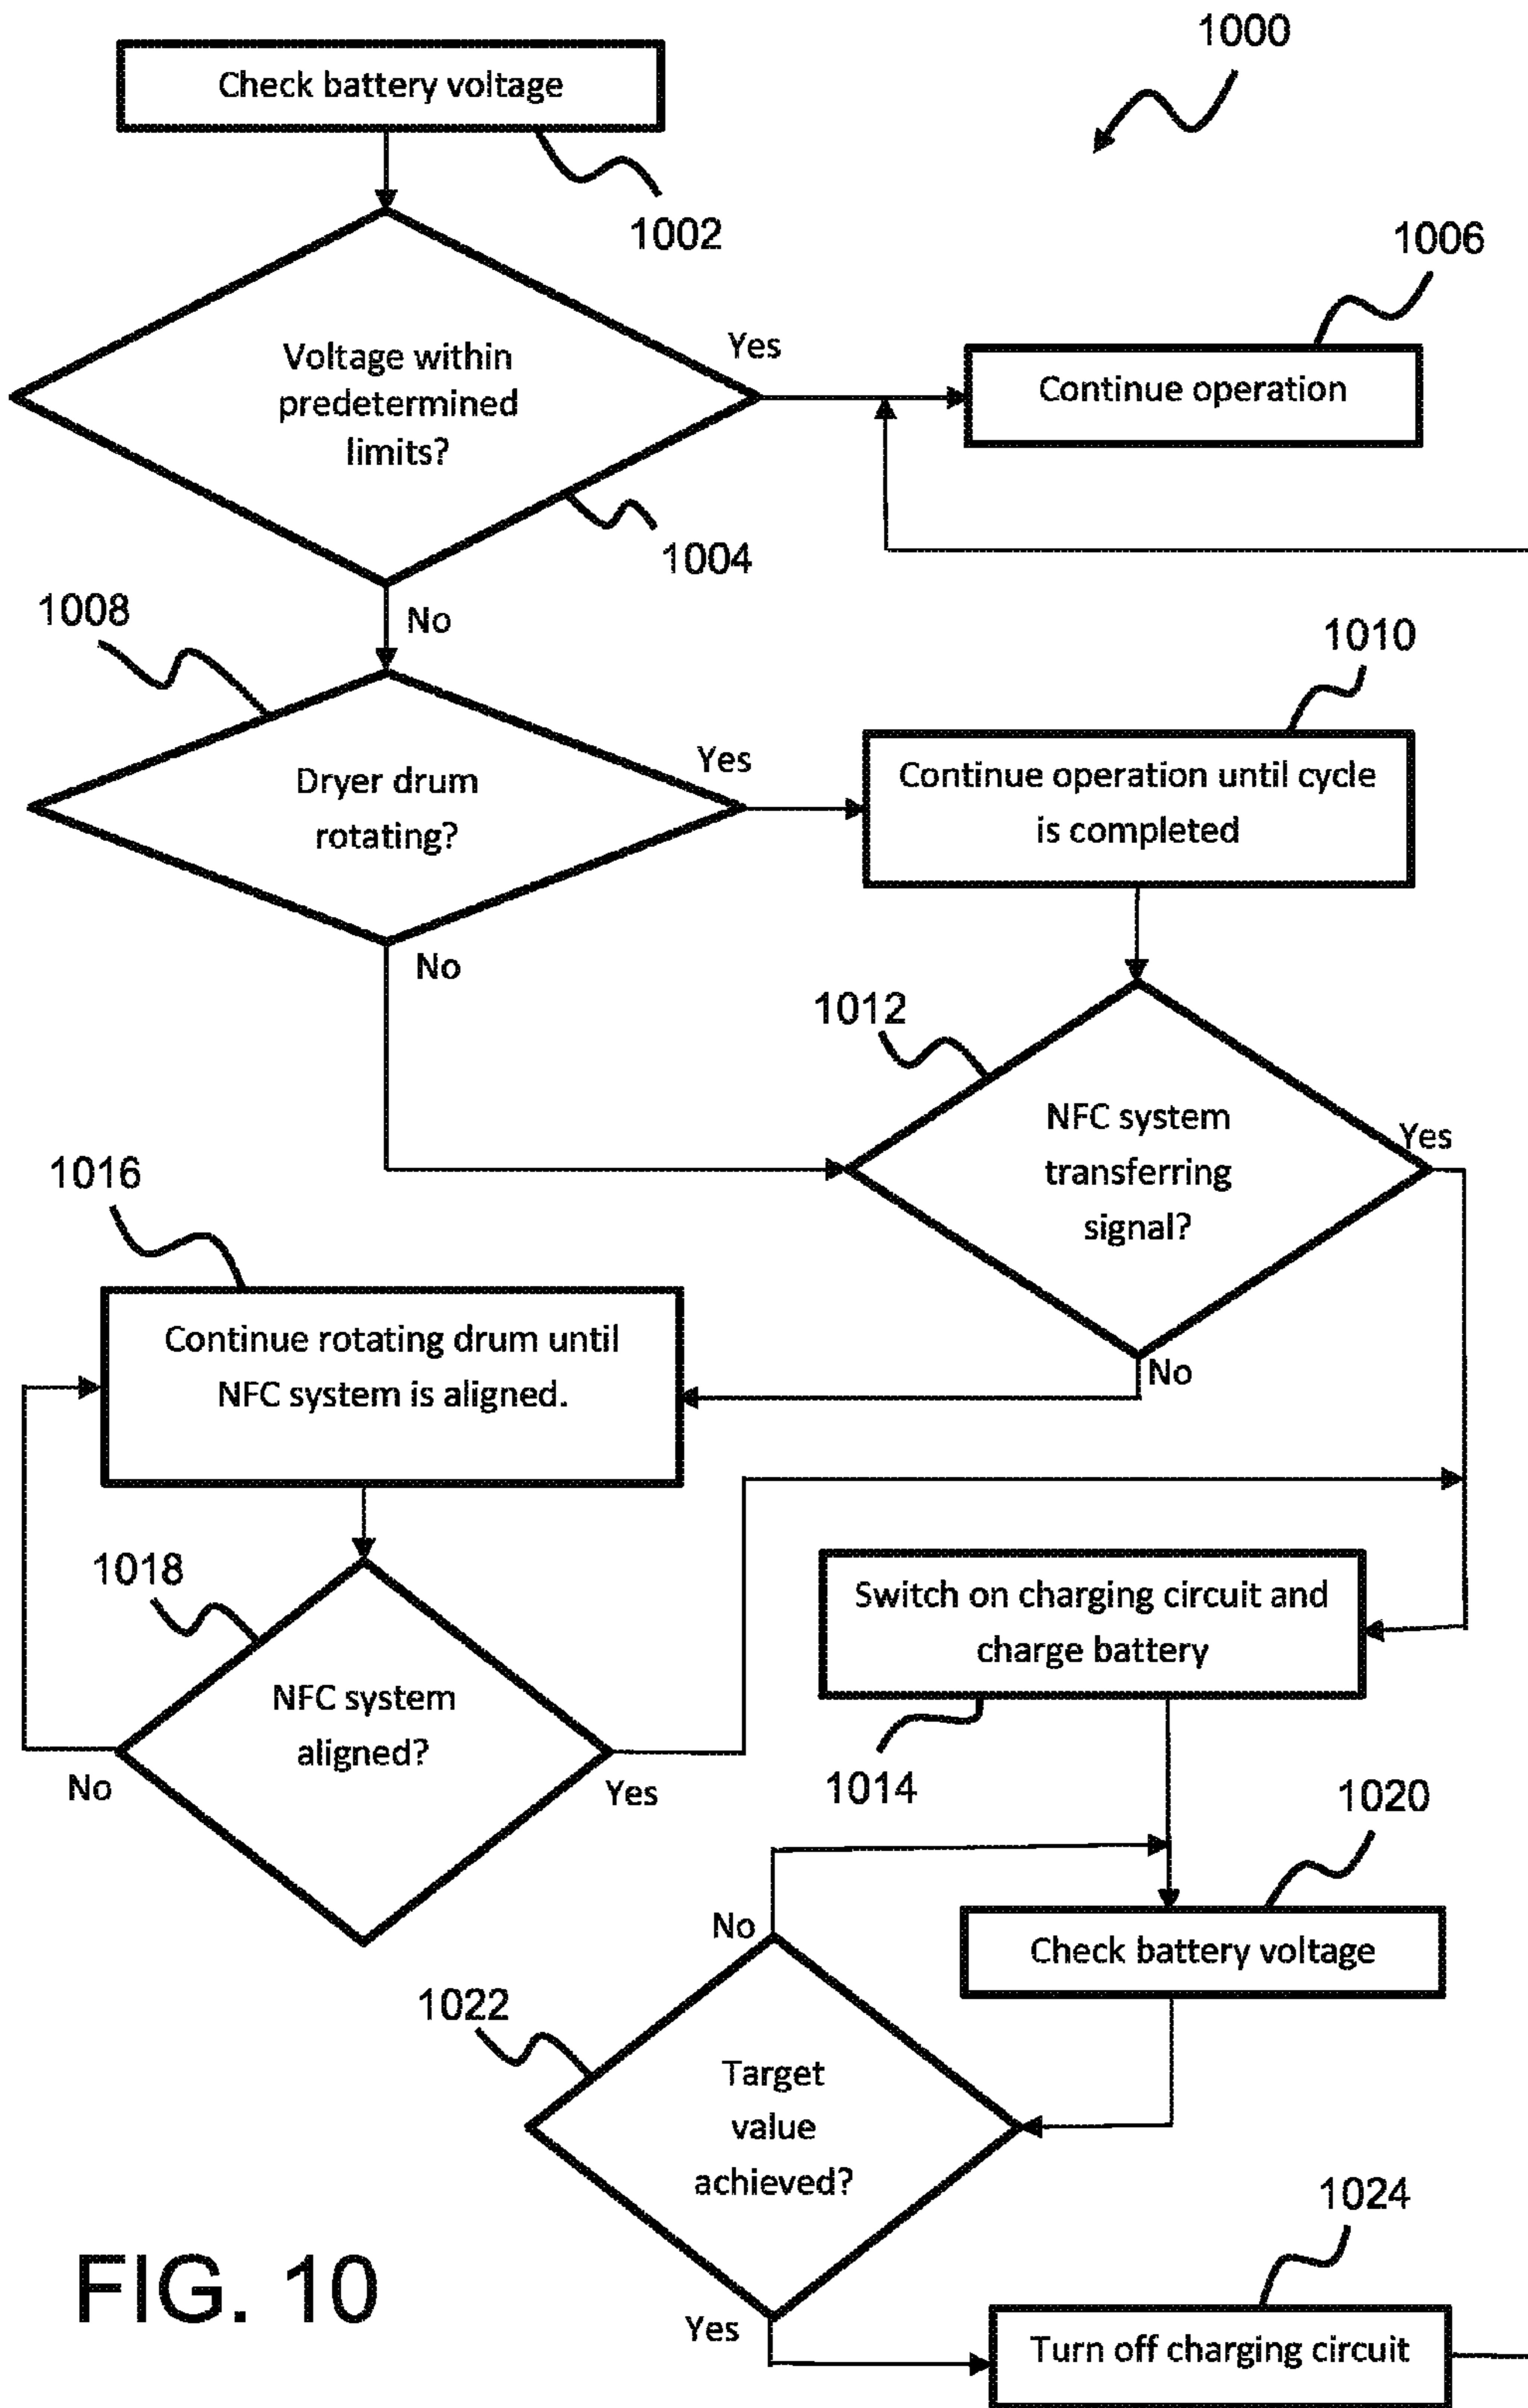 1000
Check battery voltage
1002
1006
Voltage within
predetermined
limits?
Yes
Continue operation
1004
No
1008
1010
Dryer drum
rotating?
Yes
Continue operation until cycle
is completed
No
1012
NFC system
transferring
signal?
Yes
No
1016
Continue rotating drum until
NFC system is aligned.
1018
NFC system
aligned?
No
Yes
Switch on charging circuit and
charge battery
1014
1020
No
Check battery voltage
1022
Target
value
achieved?
1024
Yes
Turn off charging circuit
FIG. 10